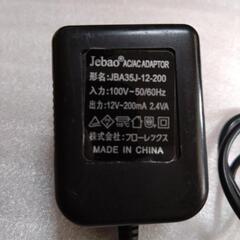 Jebao® AC/AC ADAPTOR
形名:JBA35J-12-200
入力:100V~50/60Hz
出力:12V~200mA 2.4VA
株式会社:フローレックス
MADE IN CHINA